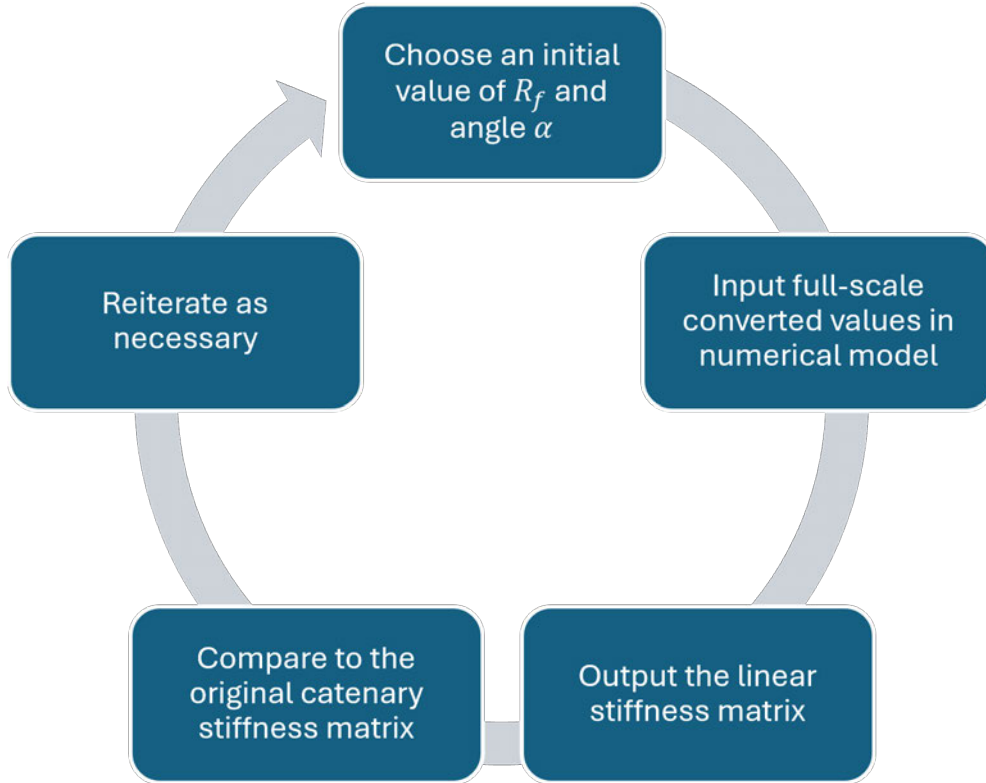 Choose an initial
value of R_f and
angle α
Input full-scale
converted values in
numerical model
Output the linear
stiffness matrix
Compare to the
original catenary
stiffness matrix
Reiterate as
necessary